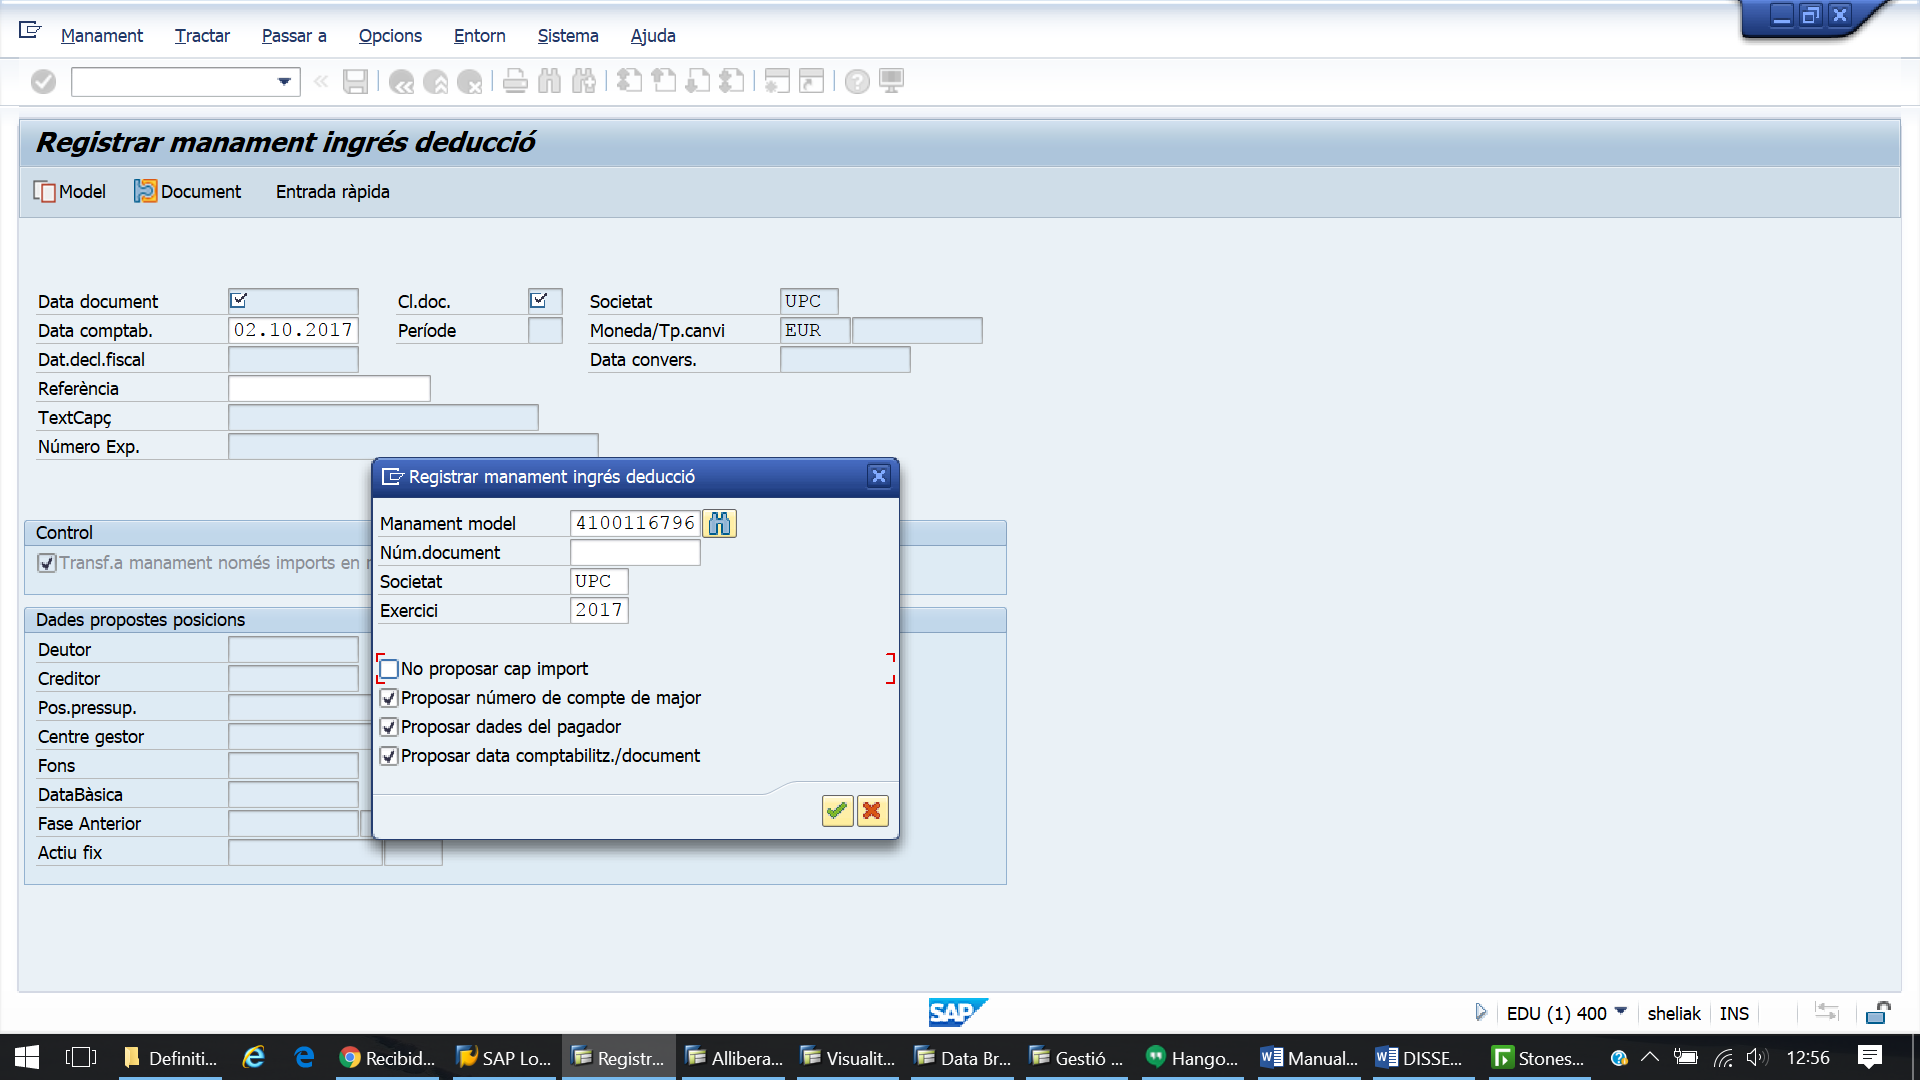 Manament Tractar Passar a Opcions Entorn Sistema Ajuda
Registrar manament ingrés deducció
Model Document Entrada ràpida
Data document Cl.doc. Societat UPC
Data comptab. 02.10.2017 Període Moneda/Tp.canvi EUR
Dat.decl.fiscal Data convers.
Referència
TextCapç
Número Exp.
Registrar manament ingrés deducció
Manament model 4100116796
Núm.document
Societat UPC
Exercici 2017
No proposar cap import
Proposar número de compte de major
Proposar dades del pagador
Proposar data comptabilitz./document
Control
Transf.a manament només imports en
Dades propostes posicions
Deutor
Creditor
Pos.pressup.
Centre gestor
Fons
DataBàsica
Fase Anterior
Actiu fix
SAP EDU (1) 400 sheliak INS
Definiti... Recibid... SAP Lo... Registr... Allibera... Visualit... Data Br... Gestió ... Hango... Manual... DISSE... Stones... 12:56